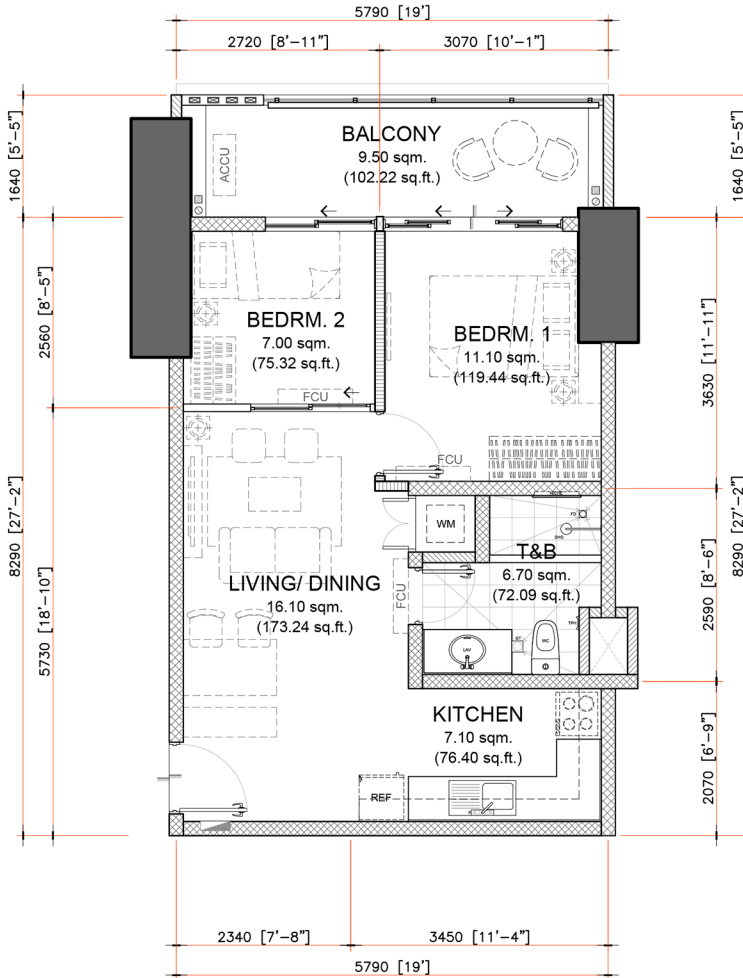 5790 [19’]
2720 [8’-11”]
3070 [10’-1”]
1640 [5’-5”]
1640 [5’-5”]
BALCONY
9.50 sqm.
(102.22 sq.ft.)
ACCU
2560 [8’-5”]
BEDRM. 2
7.00 sqm.
(75.32 sq.ft.)
FCU
BEDRM. 1
11.10 sqm.
(119.44 sq.ft.)
3630 [11’-11”]
FCU
8290 [27’-2”]
8290 [27’-2”]
WM
FD
SHO
T&B
6.70 sqm.
(72.09 sq.ft.)
FCU
LIVING/ DINING
16.10 sqm.
(173.24 sq.ft.)
2590 [8’-6”]
5730 [18’-10”]
TPH
LAV
WC
KITCHEN
7.10 sqm.
(76.40 sq.ft.)
REF
2070 [6’-9”]
2340 [7’-8”]
3450 [11’-4”]
5790 [19’]